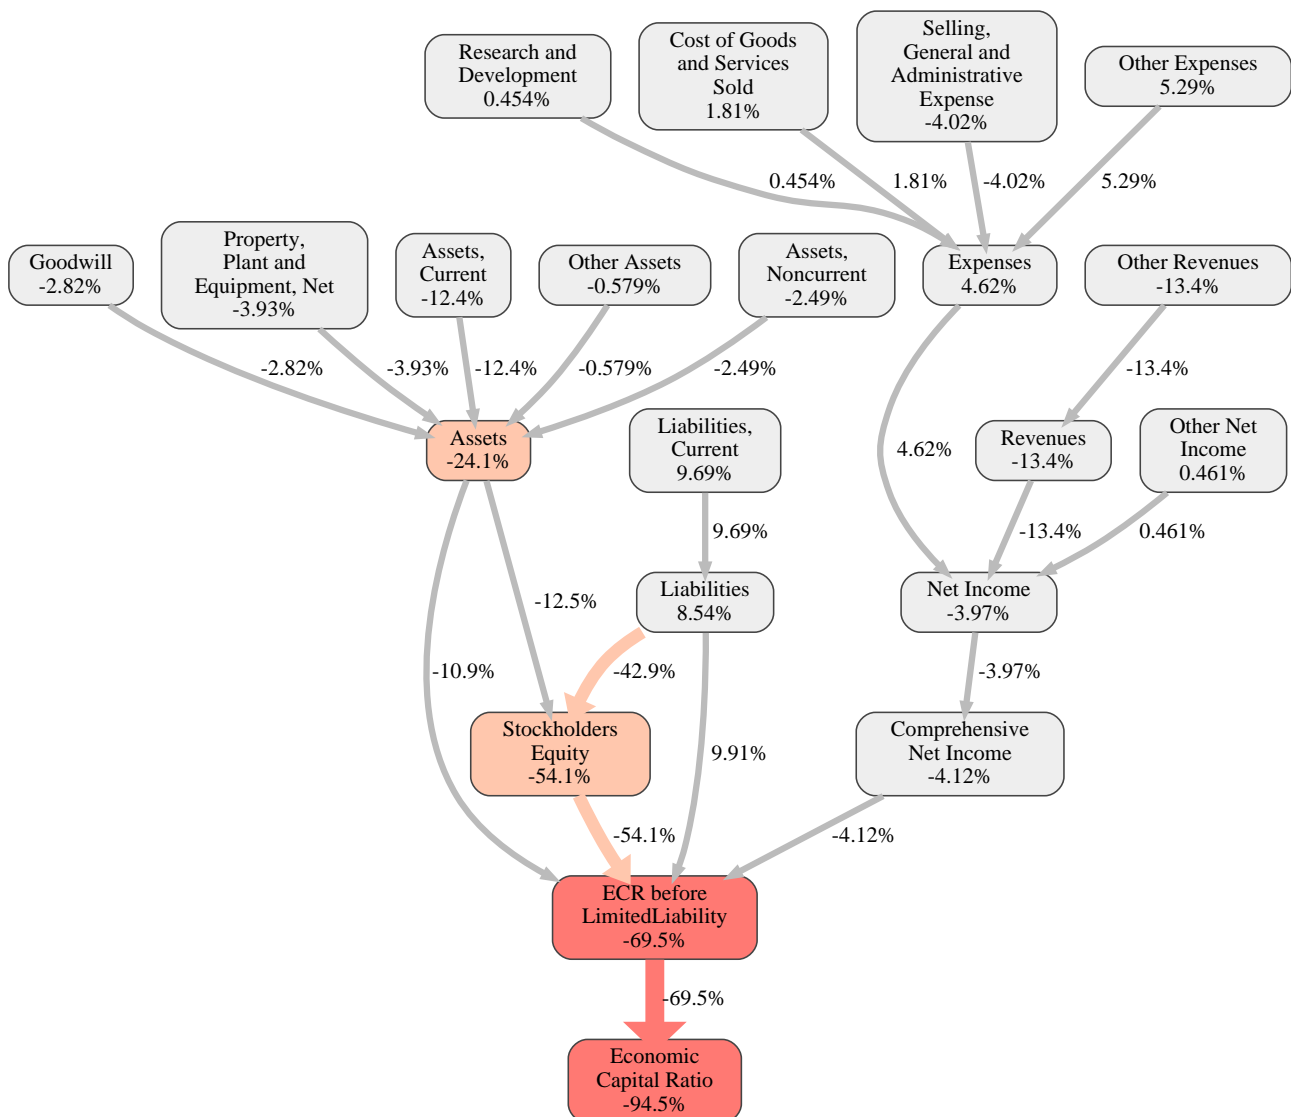 Research and
Development
0.454%
Cost of Goods
and Services
Sold
1.81%
Selling,
General and
Administrative
Expense
-4.02%
Other Expenses
5.29%
0.454%
1.81%
-4.02%
5.29%
Goodwill
-2.82%
Property,
Plant and
Equipment, Net
-3.93%
Assets,
Current
-12.4%
Other Assets
-0.579%
Assets,
Noncurrent
-2.49%
Expenses
4.62%
Other Revenues
-13.4%
-2.82%
-3.93%
-12.4%
-0.579%
-2.49%
-13.4%
Assets
-24.1%
Liabilities,
Current
9.69%
4.62%
Revenues
-13.4%
Other Net
Income
0.461%
9.69%
-13.4%
0.461%
-12.5%
Liabilities
8.54%
Net Income
-3.97%
-10.9%
-42.9%
-3.97%
Stockholders
Equity
-54.1%
9.91%
Comprehensive
Net Income
-4.12%
-54.1%
-4.12%
ECR before
LimitedLiability
-69.5%
-69.5%
Economic
Capital Ratio
-94.5%